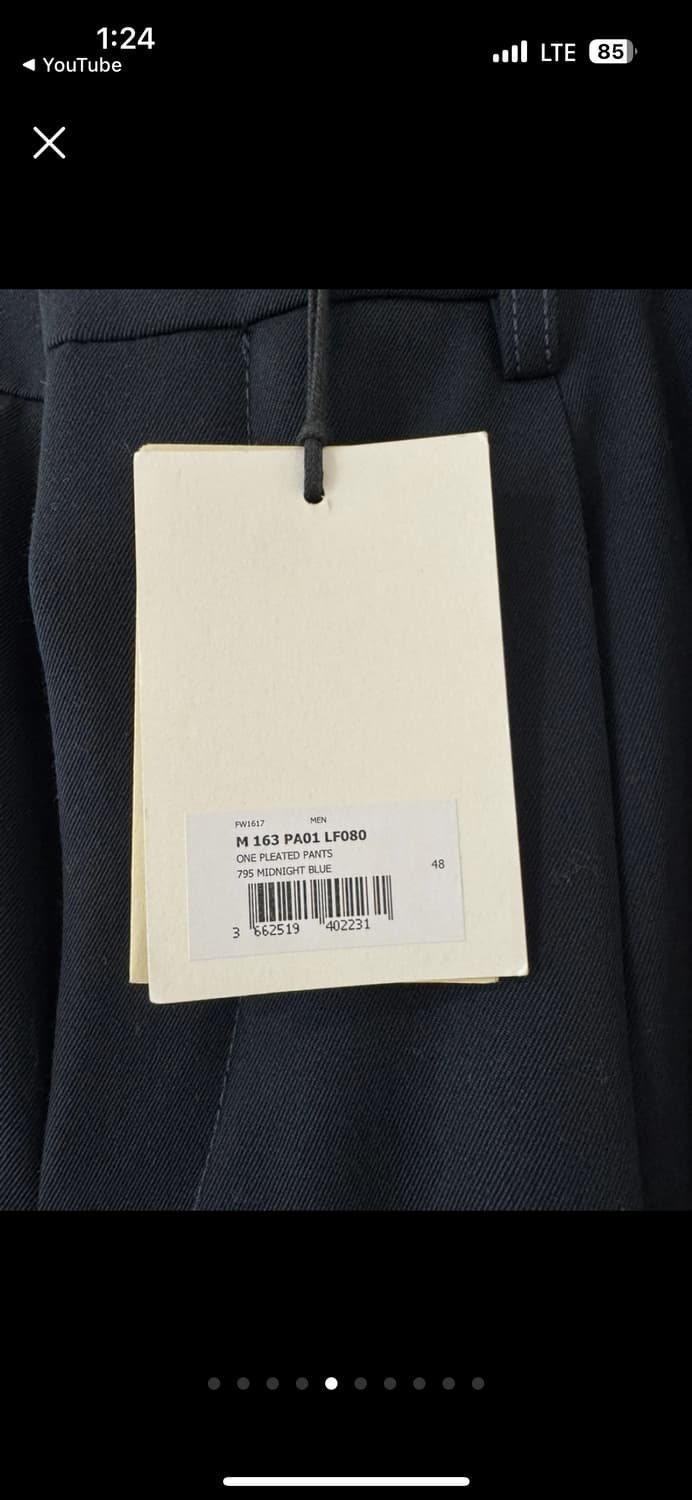 1:24
LTE
85
YouTube
FW1617 MEN
M 163 PA01 LF080
ONE PLEATED PANTS
795 MIDNIGHT BLUE
48
3 662519 402231